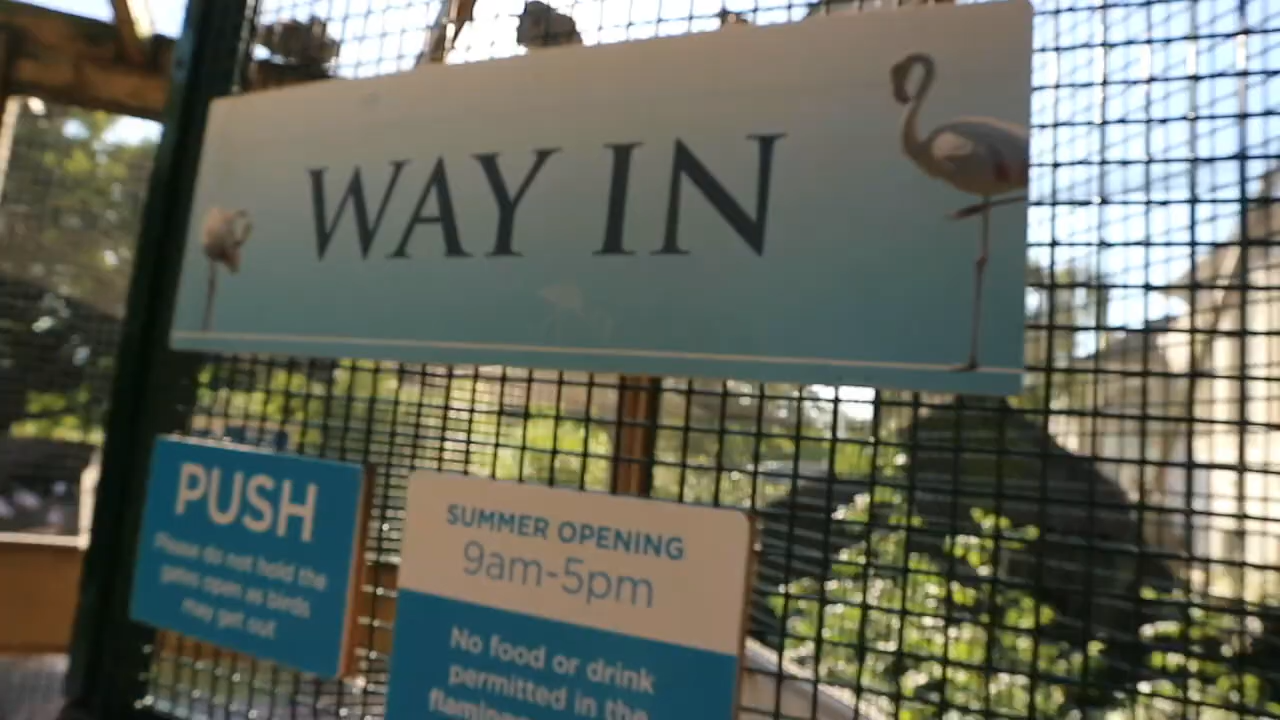 WAY IN
PUSH
Please do not hold the
gates open as birds
may get out
SUMMER OPENING
9am-5pm
No food or drink
permitted in the